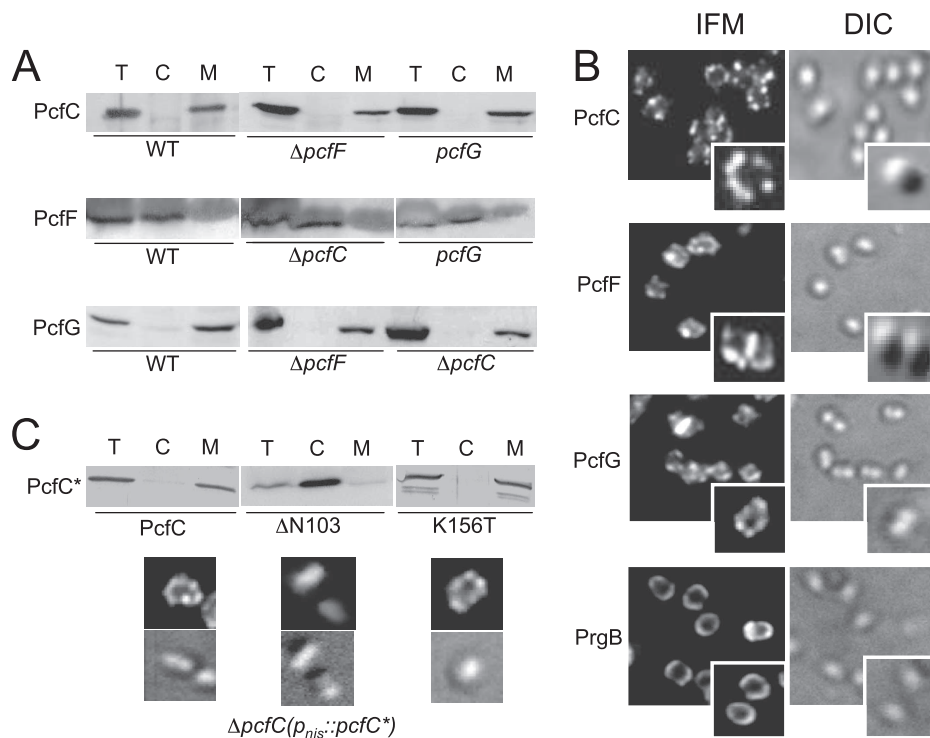 A
T C M T C M T C M
PcfC
WT ΔpcfF pcfG
PcfF
WT ΔpcfC pcfG
PcfG
WT ΔpcfF ΔpcfC
B
IFM DIC
PcfC
PcfF
PcfG
PrgB
C
T C M T C M T C M
PcfC*
PcfC ΔN103 K156T
ΔpcfC(pnis::pcfC*)